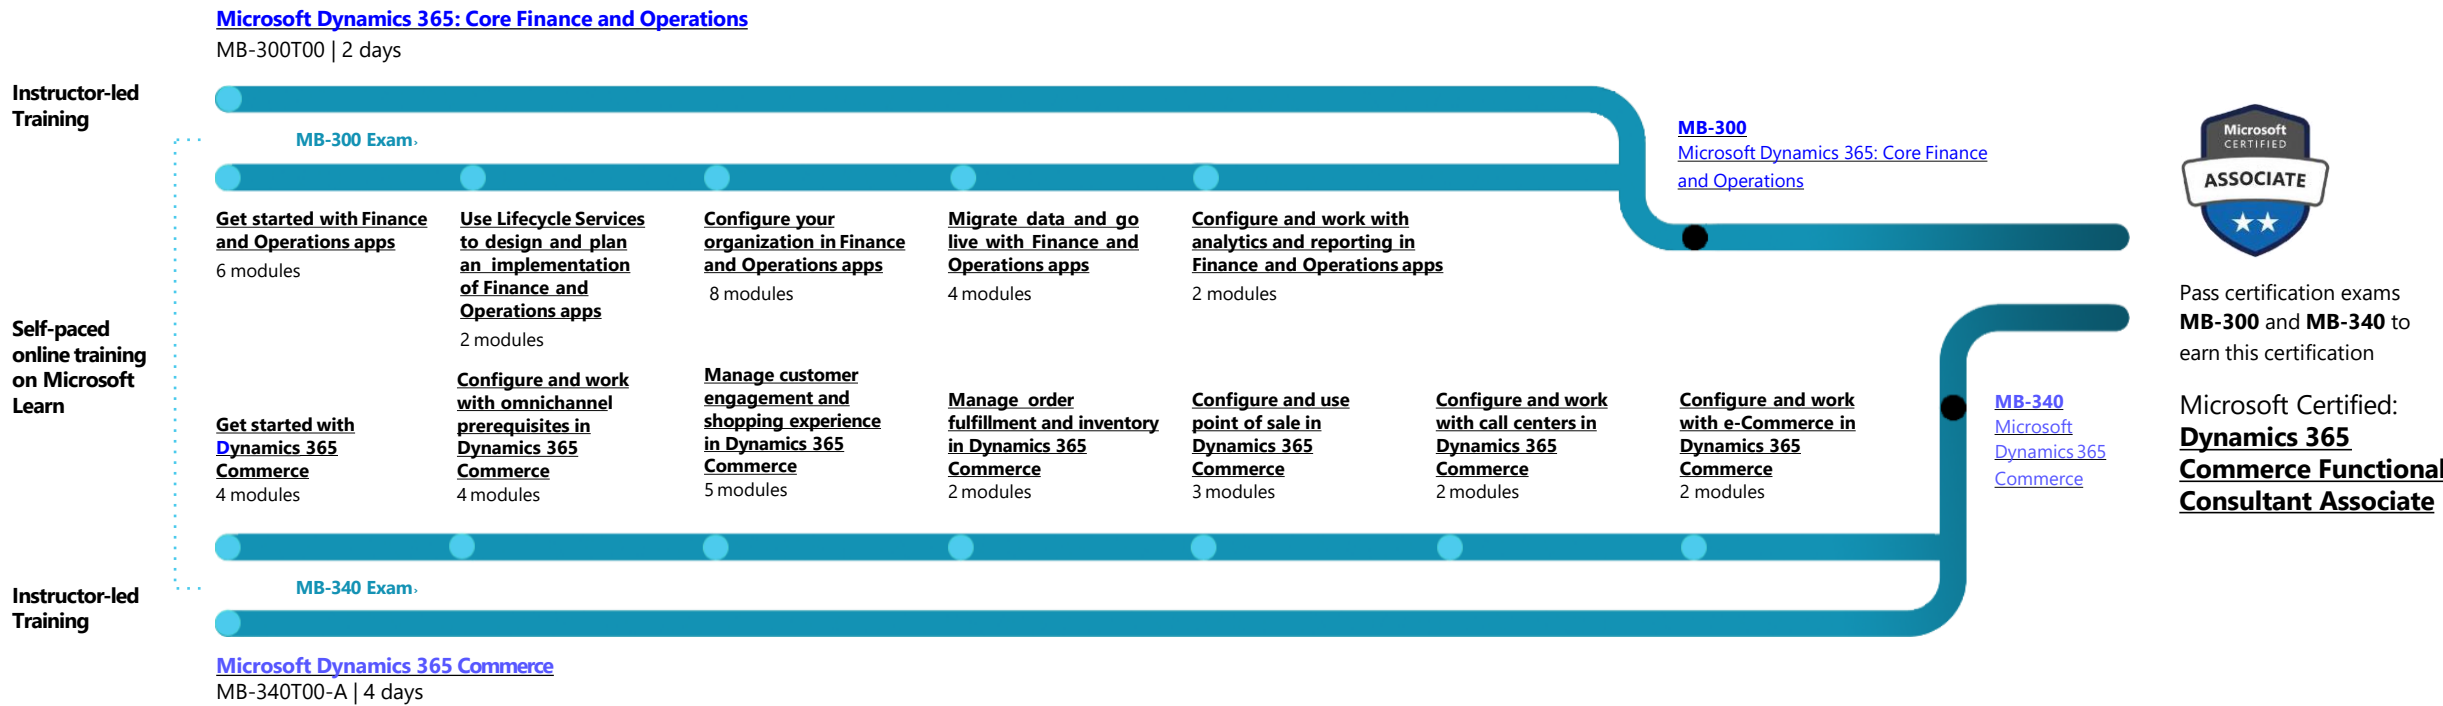 Microsoft Dynamics 365: Core Finance and Operations
MB-300T00 | 2 days
Instructor-led
Training
MB-300 Exam›
MB-300
Microsoft Dynamics 365: Core Finance
and Operations
Microsoft
CERTIFIED
ASSOCIATE
Get started with Finance
and Operations apps
6 modules
Use Lifecycle Services
to design and plan
an implementation
of Finance and
Operations apps
2 modules
Configure your
organization in Finance
and Operations apps
8 modules
Migrate data and go
live with Finance and
Operations apps
4 modules
Configure and work with
analytics and reporting in
Finance and Operations apps
2 modules
Pass certification exams
MB-300 and MB-340 to
earn this certification
Microsoft Certified:
Dynamics 365
Commerce Functional
Consultant Associate
Self-paced
online training
on Microsoft
Learn
Get started with
Dynamics 365
Commerce
4 modules
Configure and work
with omnichannel
prerequisites in
Dynamics 365
Commerce
4 modules
Manage customer
engagement and
shopping experience
in Dynamics 365
Commerce
5 modules
Manage order
fulfillment and inventory
in Dynamics 365
Commerce
2 modules
Configure and use
point of sale in
Dynamics 365
Commerce
3 modules
Configure and work
with call centers in
Dynamics 365
Commerce
2 modules
Configure and work
with e-Commerce in
Dynamics 365
Commerce
2 modules
MB-340
Microsoft
Dynamics 365
Commerce
Instructor-led
Training
MB-340 Exam›
Microsoft Dynamics 365 Commerce
MB-340T00-A | 4 days